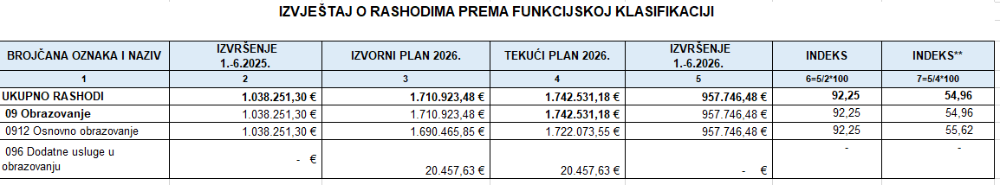 IZVJEŠTAJ O RASHODIMA PREMA FUNKCIJSKOJ KLASIFIKACIJI
BROJČANA OZNAKA I NAZIV IZVRŠENJE 1.-6.2025. IZVORNI PLAN 2026. TEKUĆI PLAN 2026. IZVRŠENJE 1.-6.2026. INDEKS INDEKS**
1 2 3 4 5 6=5/2*100 7=5/4*100
UKUPNO RASHODI 1.038.251,30 € 1.710.923,48 € 1.742.531,18 € 957.746,48 € 92,25 54,96
09 Obrazovanje 1.038.251,30 € 1.710.923,48 € 1.742.531,18 € 957.746,48 € 92,25 54,96
0912 Osnovno obrazovanje 1.038.251,30 € 1.690.465,85 € 1.722.073,55 € 957.746,48 € 92,25 55,62
096 Dodatne usluge u obrazovanju - € 20.457,63 € 20.457,63 € - € - -